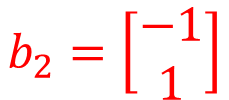 b₂ = [−1
1]